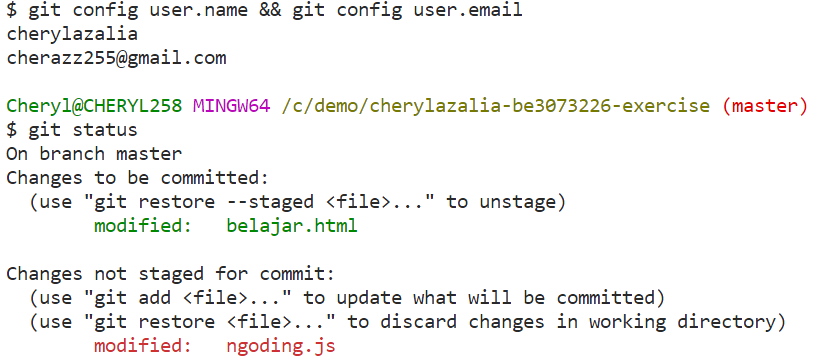 $ git config user.name && git config user.email
cherylazalia
cherazz255@gmail.com
Cheryl@CHERYL258 MINGW64 /c/demo/cherylazalia-be3073226-exercise (master)
$ git status
On branch master
Changes to be committed:
  (use "git restore --staged <file>..." to unstage)
        modified:   belajar.html

Changes not staged for commit:
  (use "git add <file>..." to update what will be committed)
  (use "git restore <file>..." to discard changes in working directory)
        modified:   ngoding.js